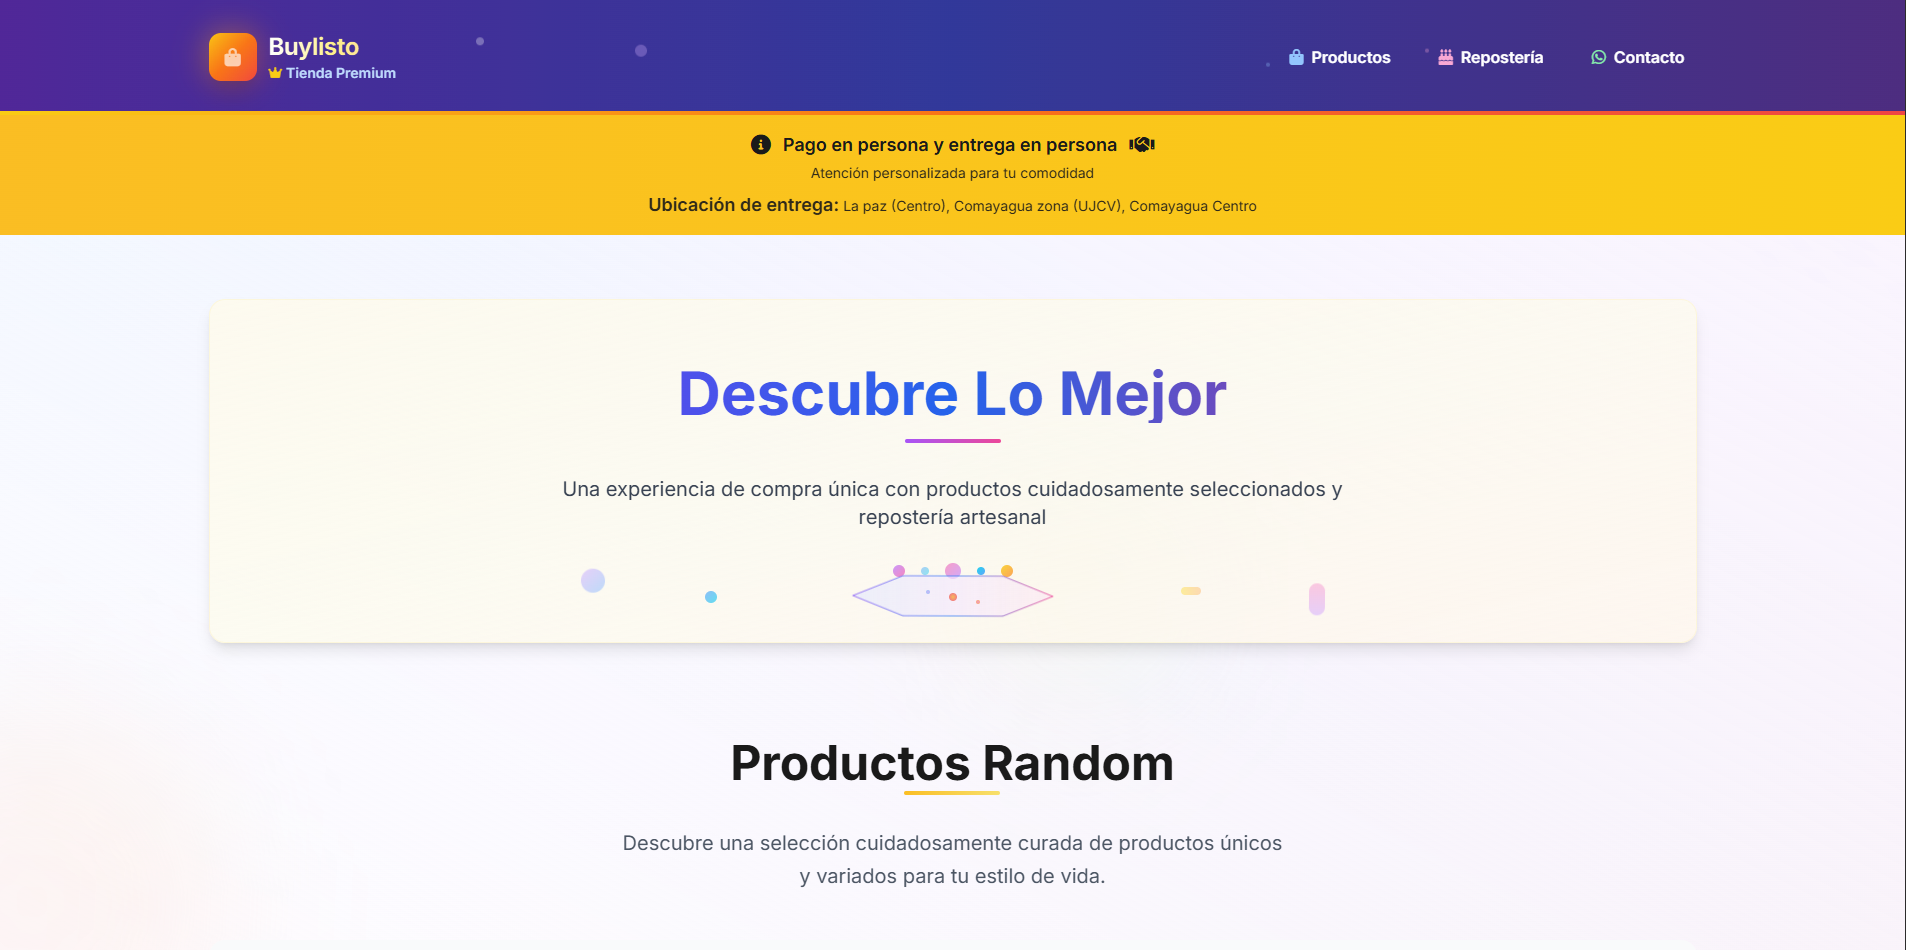 Buylisto
Tienda Premium
Productos
Repostería
Contacto
Pago en persona y entrega en persona
Atención personalizada para tu comodidad
Ubicación de entrega: La paz (Centro), Comayagua zona (UJCV), Comayagua Centro
Descubre Lo Mejor
Una experiencia de compra única con productos cuidadosamente seleccionados y
repostería artesanal
Productos Random
Descubre una selección cuidadosamente curada de productos únicos
y variados para tu estilo de vida.